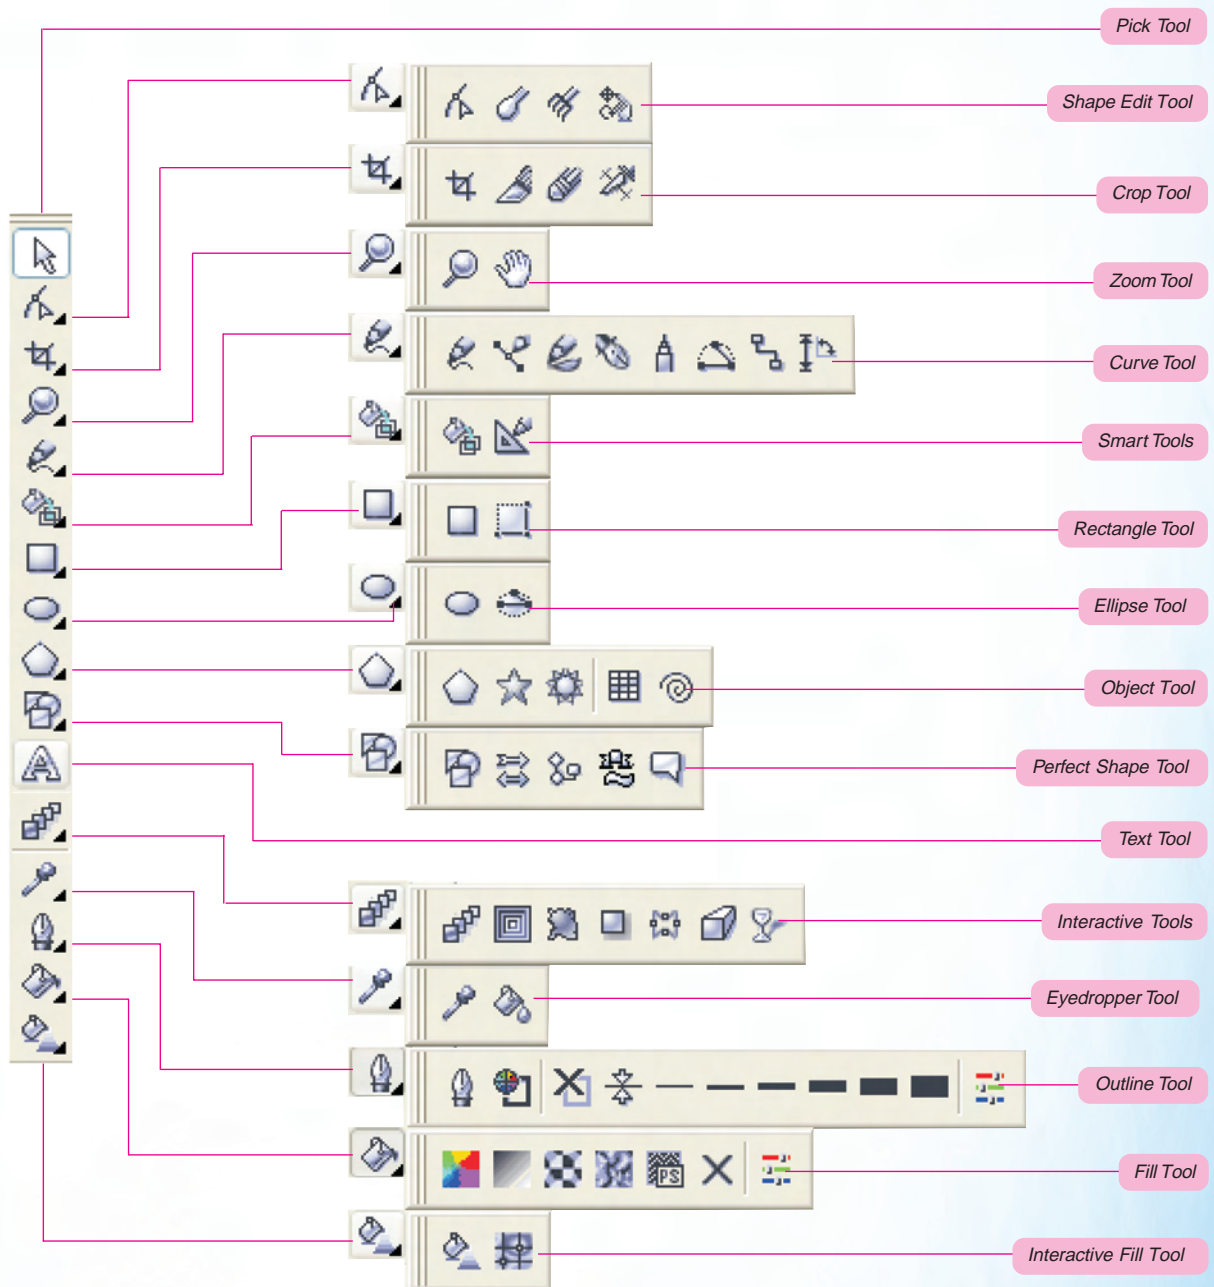 Pick Tool
Shape Edit Tool
Crop Tool
Zoom Tool
Curve Tool
Smart Tools
Rectangle Tool
Ellipse Tool
Object Tool
Perfect Shape Tool
Text Tool
Interactive Tools
Eyedropper Tool
Outline Tool
PS
Fill Tool
Interactive Fill Tool